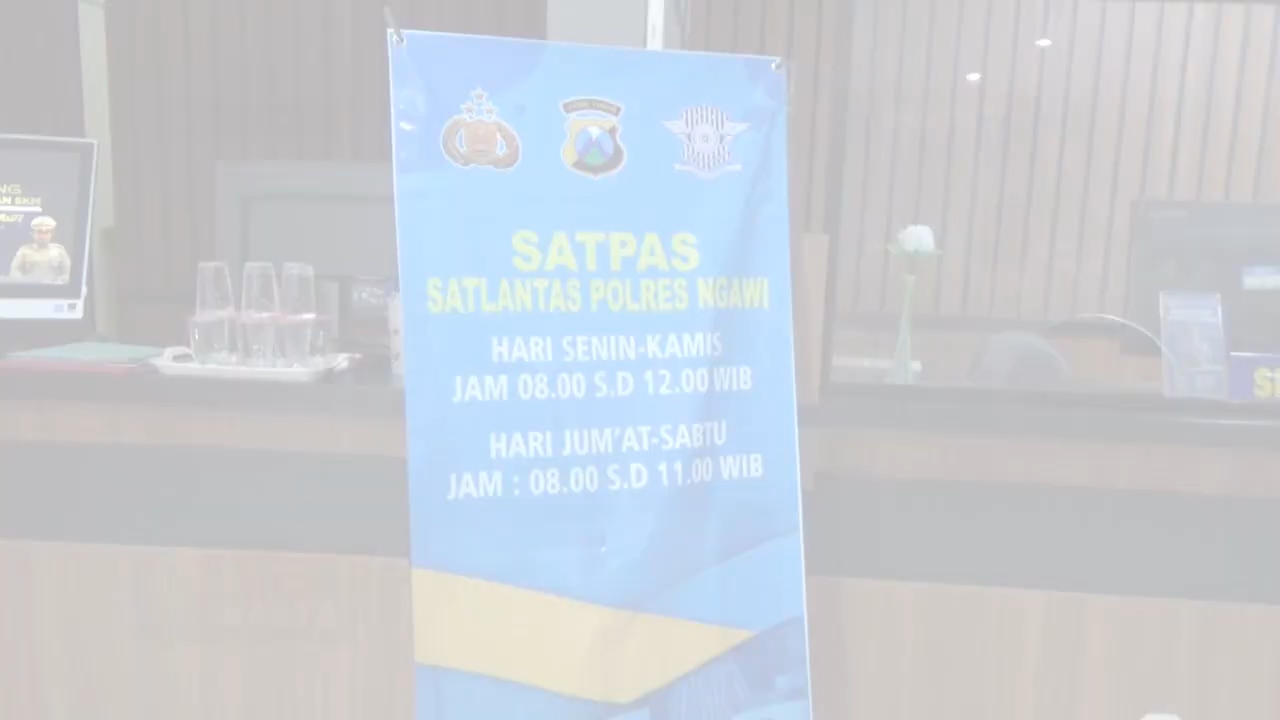 SATPAS
SATLANTAS POLRES NGAWI
HARI SENIN-KAMIS
JAM 08.00 S.D 12.00 WIB
HARI JUM'AT-SABTU
JAM : 08.00 S.D 11.00 WIB